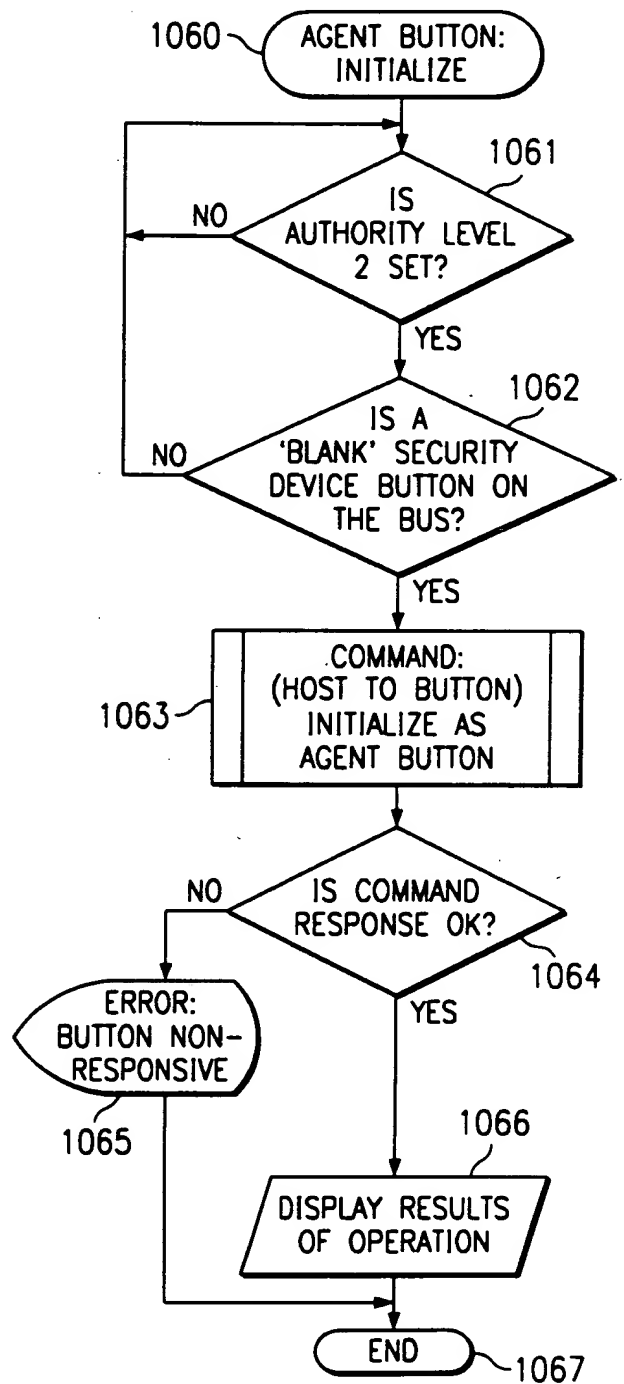 1060
AGENT BUTTON:
INITIALIZE
1061
IS
AUTHORITY LEVEL
2 SET?
NO
YES
1062
IS A
'BLANK' SECURITY
DEVICE BUTTON ON
THE BUS?
NO
YES
1063
COMMAND:
(HOST TO BUTTON)
INITIALIZE AS
AGENT BUTTON
NO
IS COMMAND
RESPONSE OK?
1064
YES
ERROR:
BUTTON NON-
RESPONSIVE
1065
1066
DISPLAY RESULTS
OF OPERATION
END
1067